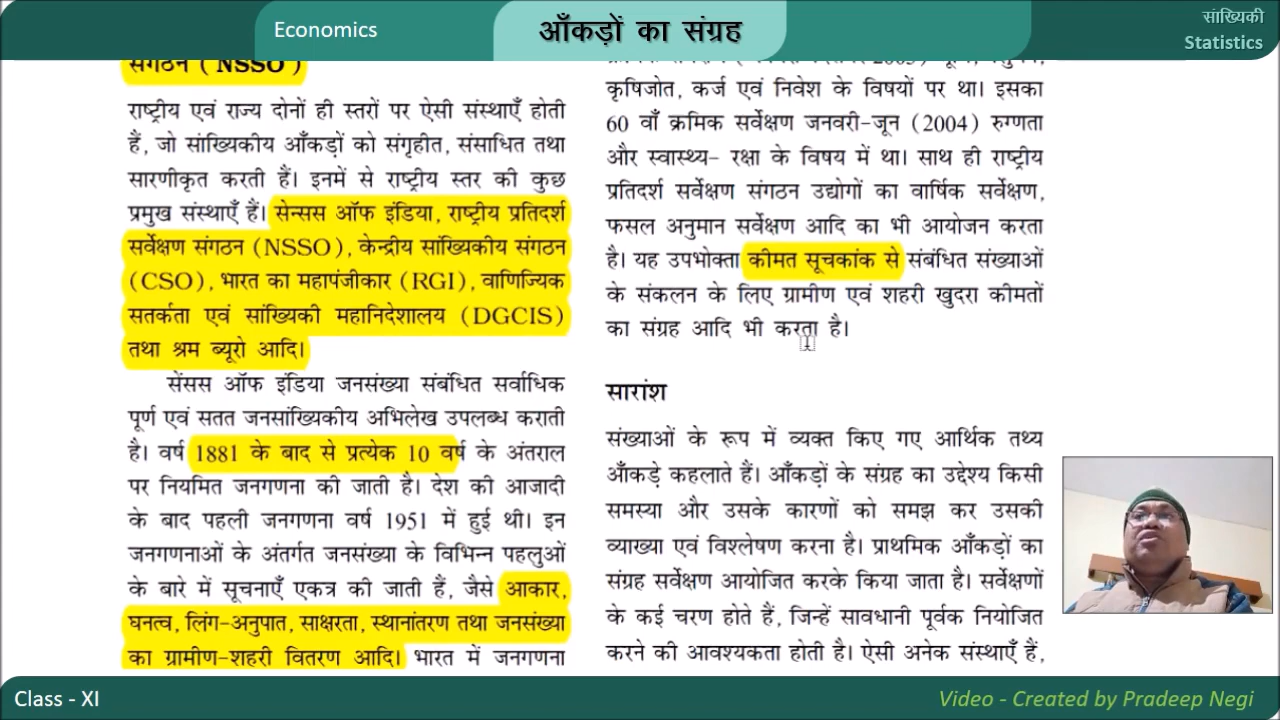 Economics
आँकड़ों का संग्रह
सांख्यिकी
Statistics
संगठन (NSSO)
राष्ट्रीय एवं राज्य दोनों ही स्तरों पर ऐसी संस्थाएँ होती
हैं, जो सांख्यिकीय आँकड़ों को संगृहीत, संसाधित तथा
सारणीकृत करती हैं। इनमें से राष्ट्रीय स्तर की कुछ
प्रमुख संस्थाएँ हैं। सेन्सस ऑफ इंडिया, राष्ट्रीय प्रतिदर्श
सर्वेक्षण संगठन (NSSO), केन्द्रीय सांख्यिकीय संगठन
(CSO), भारत का महापंजीकार (RGI), वाणिज्यिक
सतर्कता एवं सांख्यिकी महानिदेशालय (DGCIS)
तथा श्रम ब्यूरो आदि।
सेंसस ऑफ इंडिया जनसंख्या संबंधित सर्वाधिक
पूर्ण एवं सतत जनसांख्यिकीय अभिलेख उपलब्ध कराती
है। वर्ष 1881 के बाद से प्रत्येक 10 वर्ष के अंतराल
पर नियमित जनगणना की जाती है। देश की आजादी
के बाद पहली जनगणना वर्ष 1951 में हुई थी। इन
जनगणनाओं के अंतर्गत जनसंख्या के विभिन्न पहलुओं
के बारे में सूचनाएँ एकत्र की जाती हैं, जैसे आकार,
घनत्व, लिंग-अनुपात, साक्षरता, स्थानांतरण तथा जनसंख्या
का ग्रामीण-शहरी वितरण आदि। भारत में जनगणना
कृषिजोत, कर्ज एवं निवेश के विषयों पर था। इसका
60 वाँ क्रमिक सर्वेक्षण जनवरी-जून (2004) रुग्णता
और स्वास्थ्य- रक्षा के विषय में था। साथ ही राष्ट्रीय
प्रतिदर्श सर्वेक्षण संगठन उद्योगों का वार्षिक सर्वेक्षण,
फसल अनुमान सर्वेक्षण आदि का भी आयोजन करता
है। यह उपभोक्ता कीमत सूचकांक से संबंधित संख्याओं
के संकलन के लिए ग्रामीण एवं शहरी खुदरा कीमतों
का संग्रह आदि भी करता है।
सारांश
संख्याओं के रूप में व्यक्त किए गए आर्थिक तथ्य
आँकड़े कहलाते हैं। आँकड़ों के संग्रह का उद्देश्य किसी
समस्या और उसके कारणों को समझ कर उसकी
व्याख्या एवं विश्लेषण करना है। प्राथमिक आँकड़ों का
संग्रह सर्वेक्षण आयोजित करके किया जाता है। सर्वेक्षणों
के कई चरण होते हैं, जिन्हें सावधानी पूर्वक नियोजित
करने की आवश्यकता होती है। ऐसी अनेक संस्थाएँ हैं,
Class - XI
Video - Created by Pradeep Negi